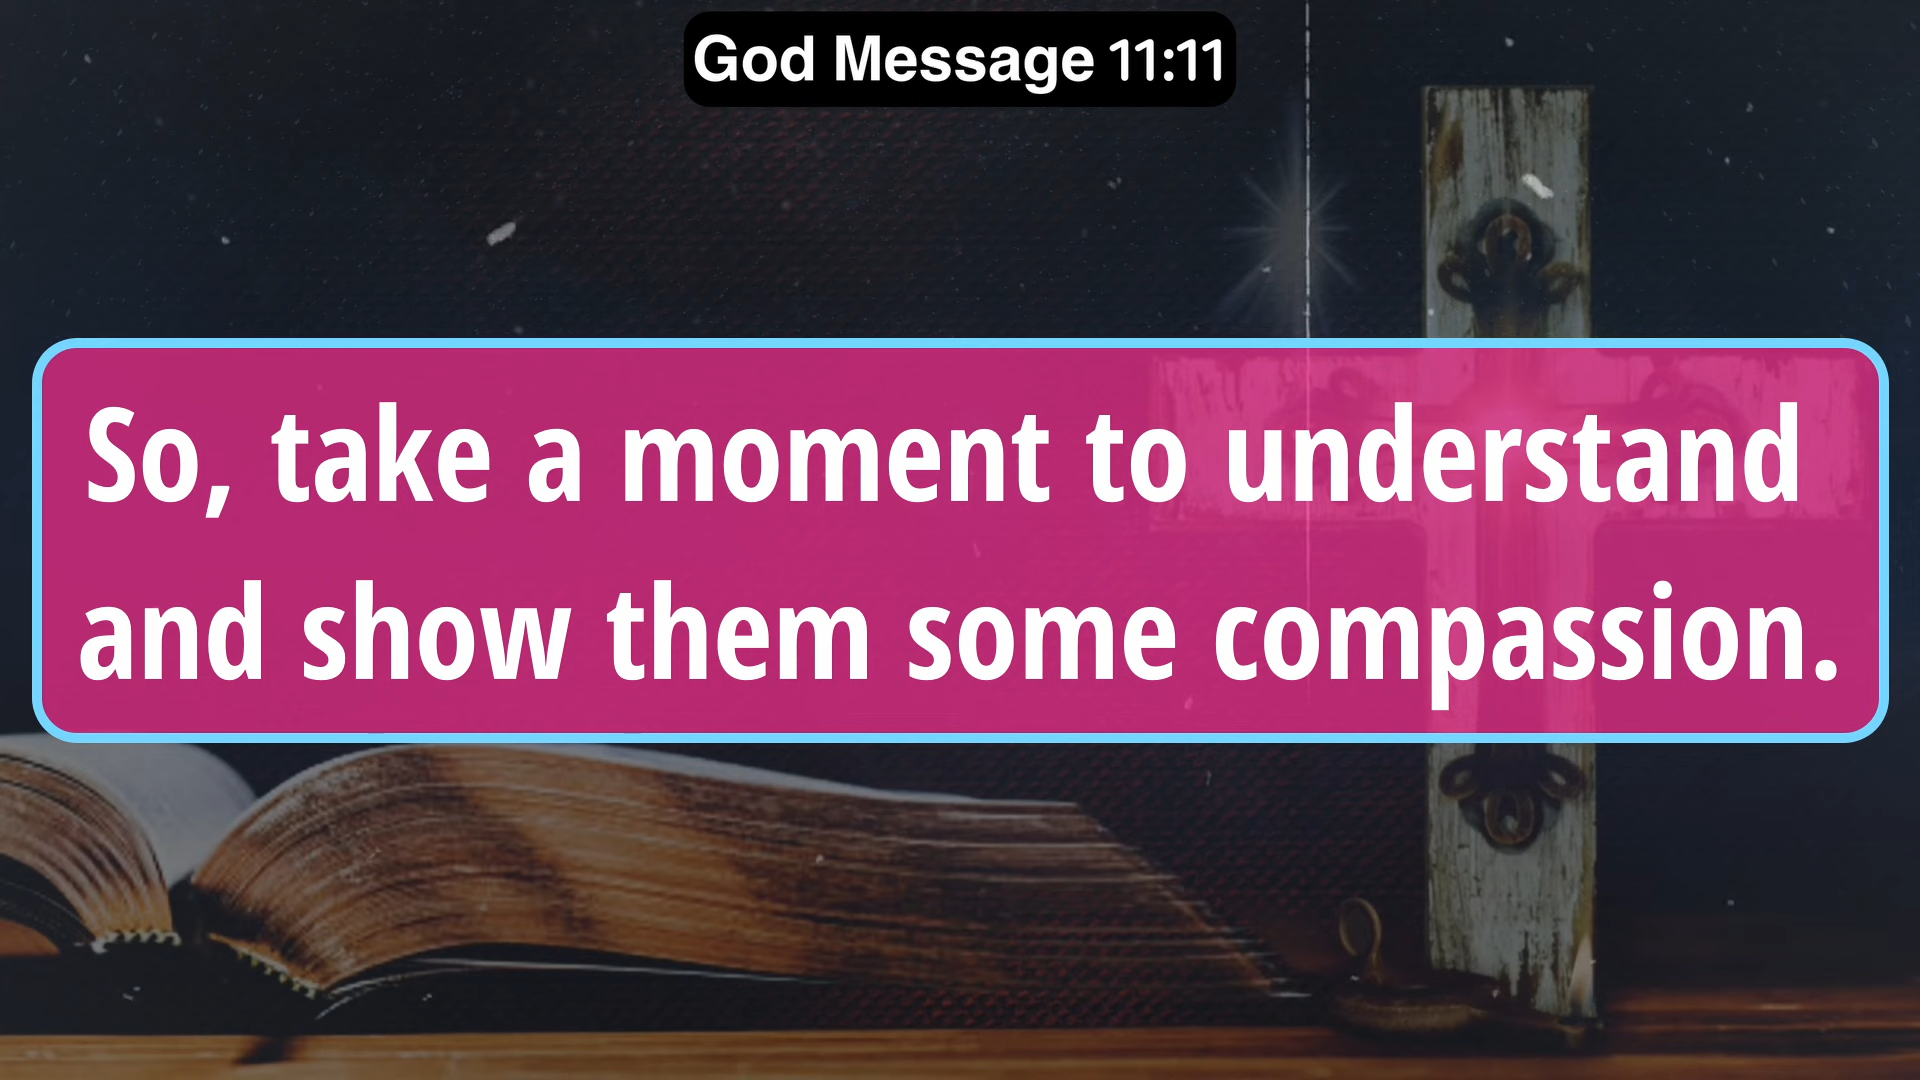 God Message 11:11
So, take a moment to understand
and show them some compassion.